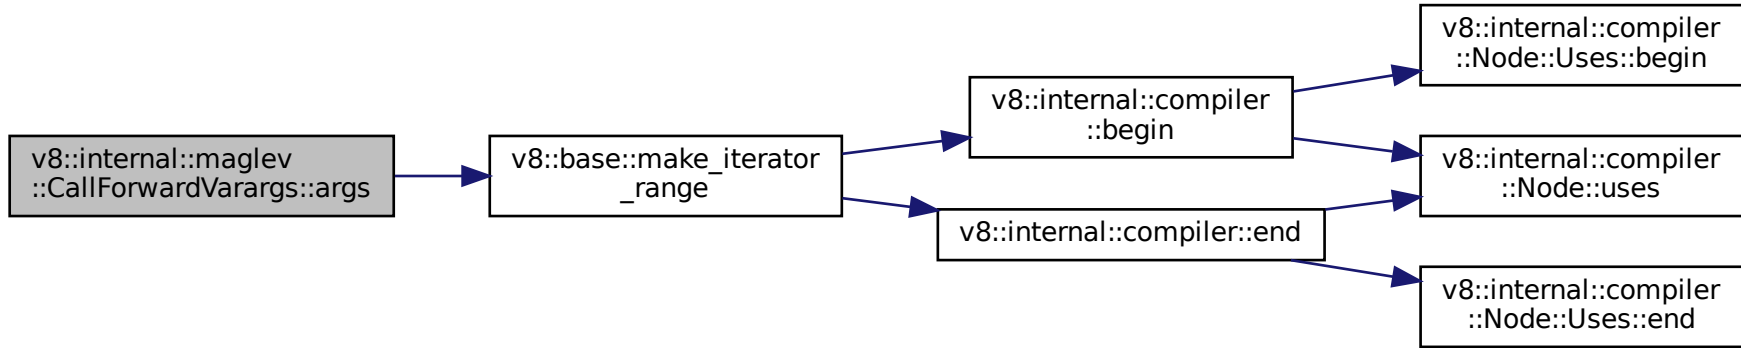 v8::internal::maglev
::CallForwardVarargs::args
v8::base::make_iterator
_range
v8::internal::compiler
::begin
v8::internal::compiler::end
v8::internal::compiler
::Node::Uses::begin
v8::internal::compiler
::Node::uses
v8::internal::compiler
::Node::Uses::end